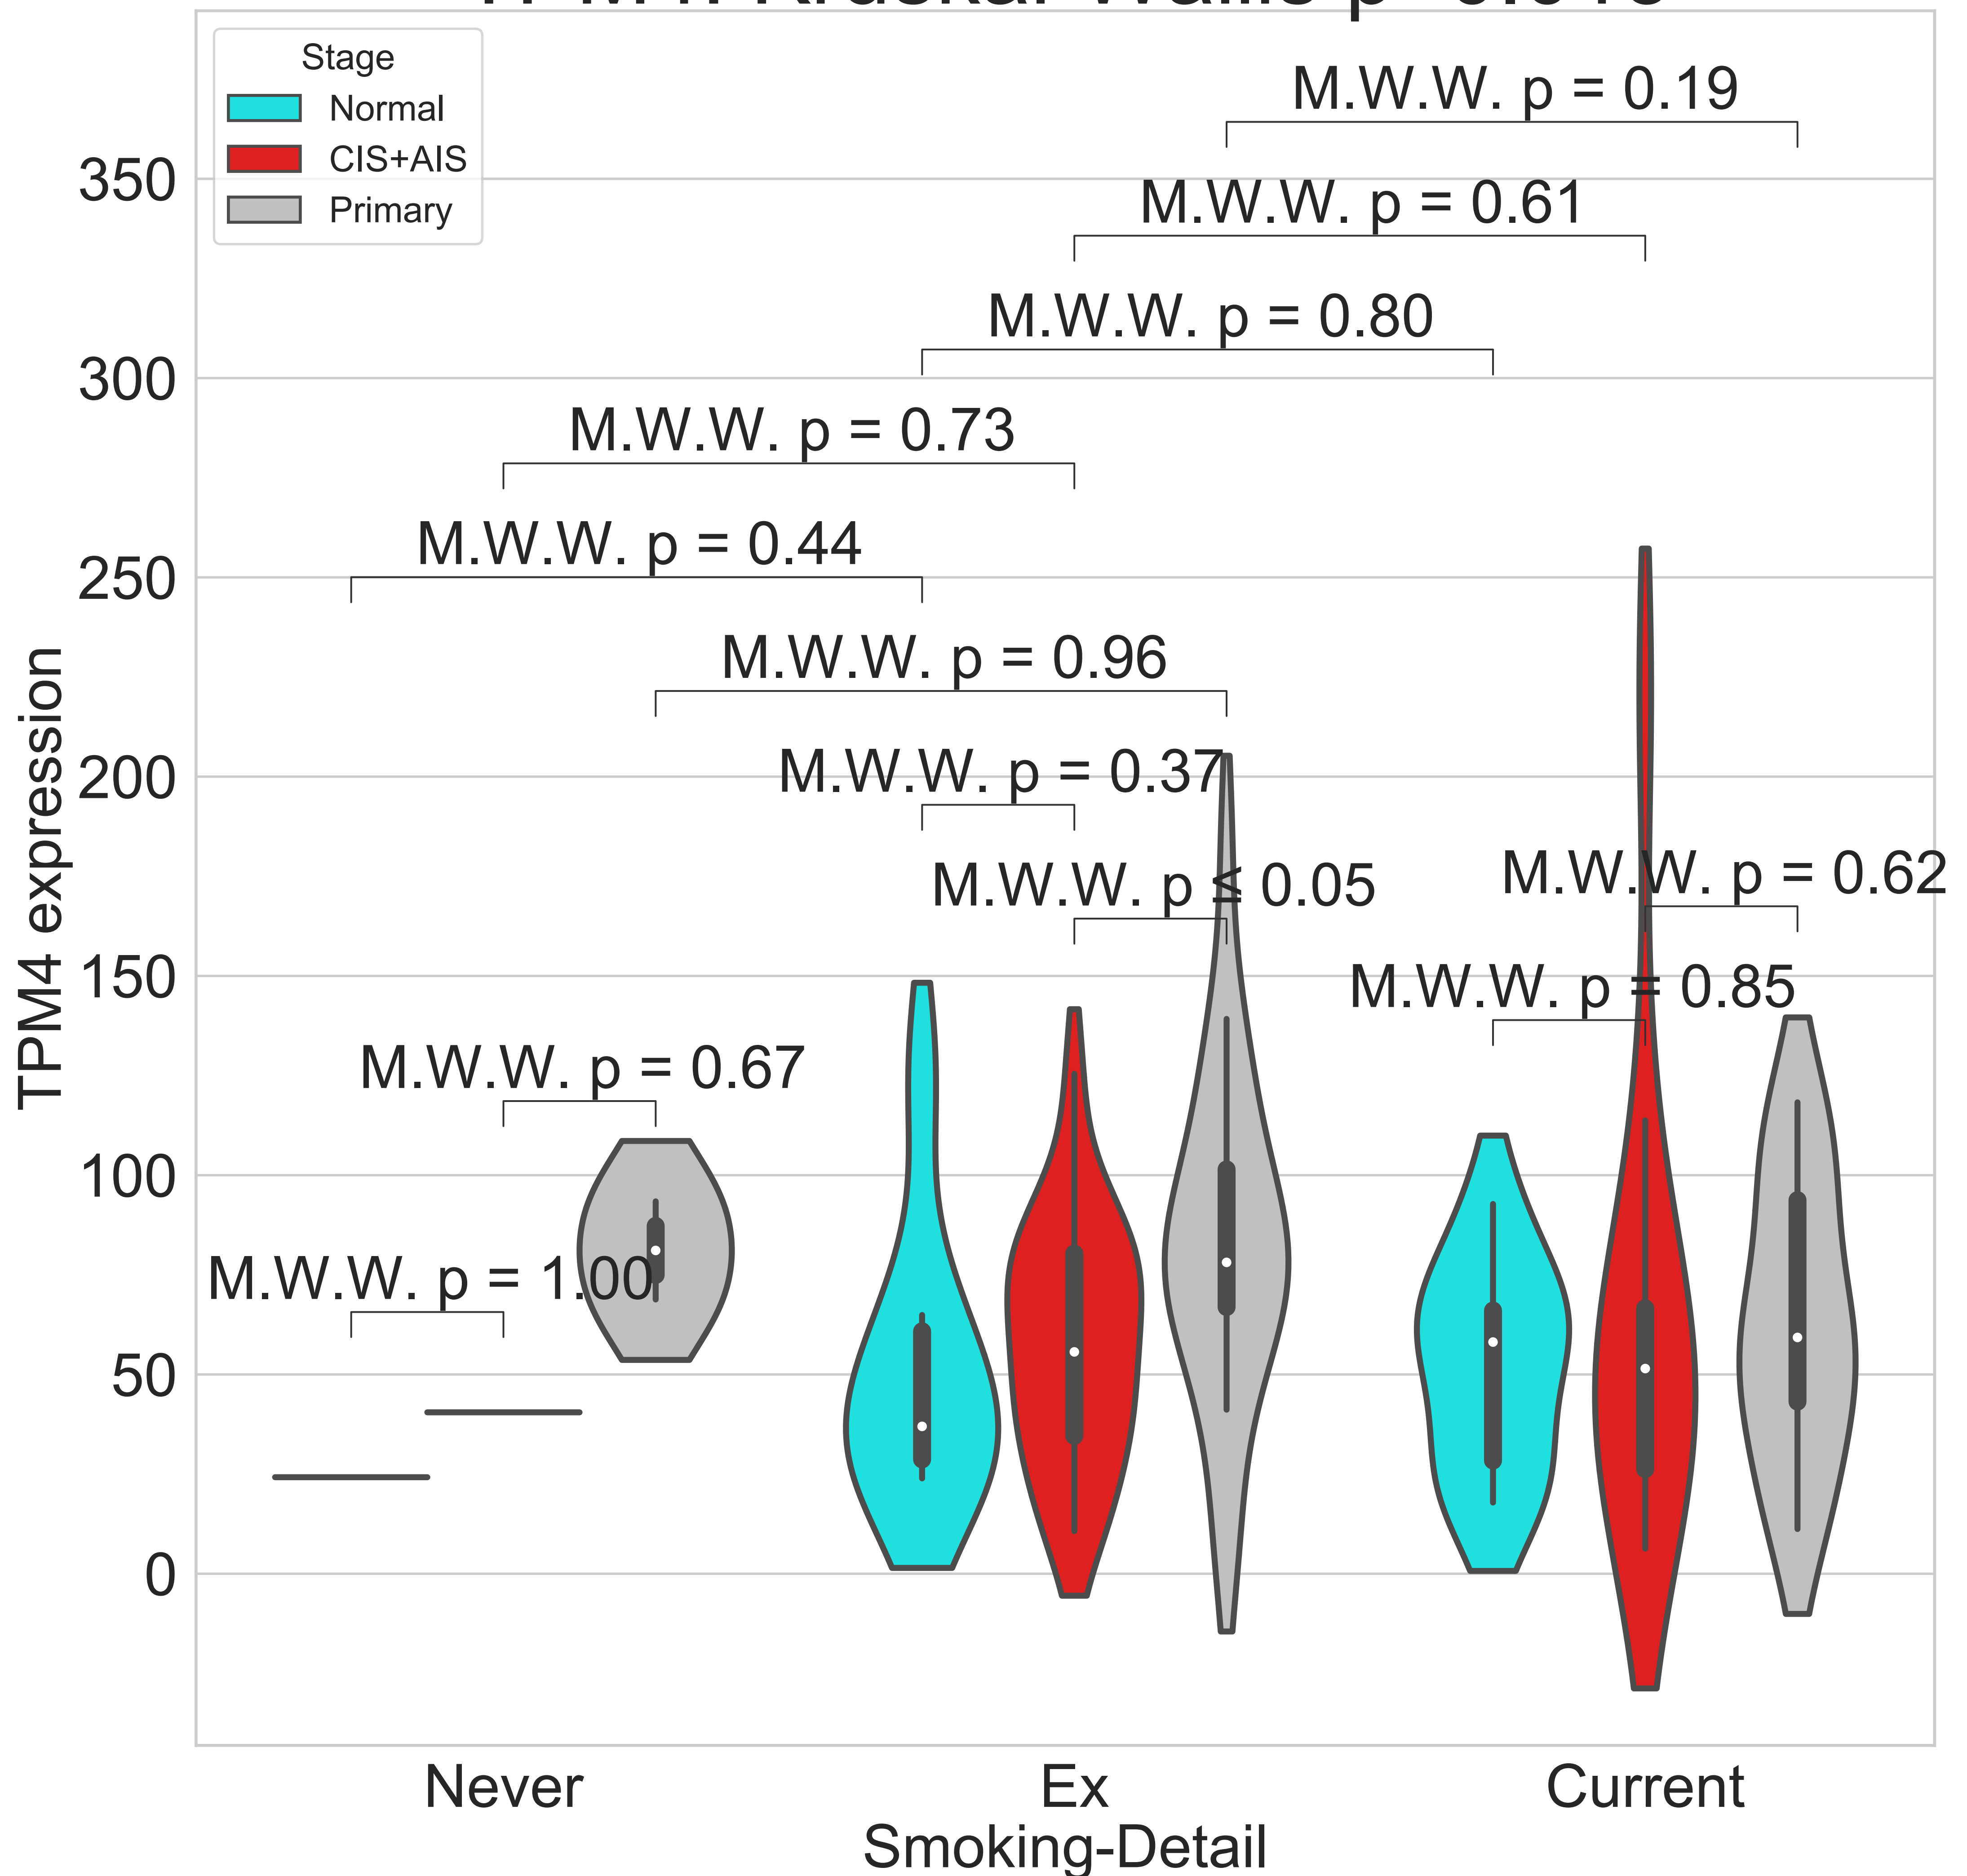 Stage
Normal
CIS+AIS
Primary
M.W.W. p = 0.19
M.W.W. p = 0.61
M.W.W. p = 0.80
M.W.W. p = 0.73
M.W.W. p = 0.44
M.W.W. p = 0.96
M.W.W. p = 0.37
M.W.W. p ≤ 0.05
M.W.W. p = 0.62
M.W.W. p = 0.85
M.W.W. p = 0.67
M.W.W. p = 1.00
350
300
250
200
150
100
50
0
TPM4 expression
Never
Ex
Current
Smoking-Detail